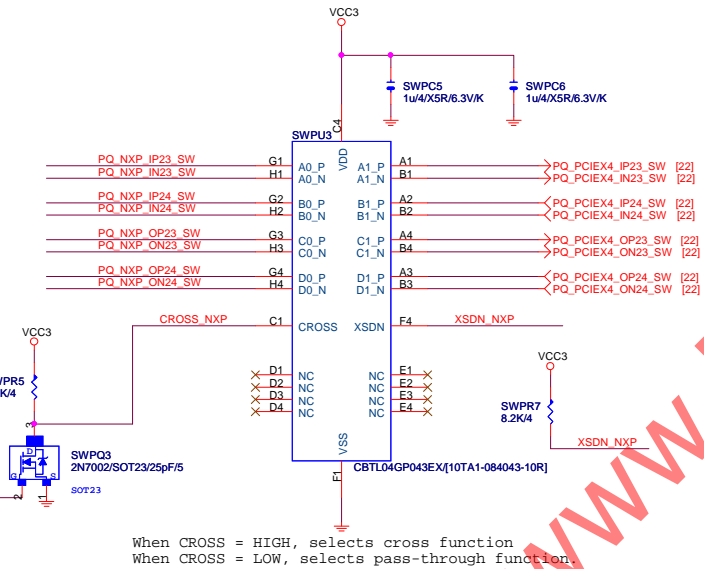 VCC3
SWPC5
1u/4/X5R/6.3V/K
SWPC6
1u/4/X5R/6.3V/K
SWPU3
C4
VDD
PQ_NXP_IP23_SW G1 A0_P A1_P A1 PQ_PCIEX4_IP23_SW [22]
PQ_NXP_IN23_SW H1 A0_N A1_N B1 PQ_PCIEX4_IN23_SW [22]
PQ_NXP_IP24_SW G2 B0_P B1_P A2 PQ_PCIEX4_IP24_SW [22]
PQ_NXP_IN24_SW H2 B0_N B1_N B2 PQ_PCIEX4_IN24_SW [22]
PQ_NXP_OP23_SW G3 C0_P C1_P A4 PQ_PCIEX4_OP23_SW [22]
PQ_NXP_ON23_SW H3 C0_N C1_N B4 PQ_PCIEX4_ON23_SW [22]
PQ_NXP_OP24_SW G4 D0_P D1_P A3 PQ_PCIEX4_OP24_SW [22]
PQ_NXP_ON24_SW H4 D0_N D1_N B3 PQ_PCIEX4_ON24_SW [22]
CROSS_NXP C1 CROSS XSDN F4 XSDN_NXP
VCC3
VCC3
D1 NC NC E1
D2 NC NC E2
D3 NC NC E3
D4 NC NC E4
WPR5
K/4
SWPR7
8.2K/4
XSDN_NXP
3
D
G
S
2
1
SWPQ3
2N7002/SOT23/25pF/5
SOT23
VSS
F1
CBTL04GP043EX/[10TA1-084043-10R]
When CROSS = HIGH, selects cross function
When CROSS = LOW, selects pass-through function.
WWW